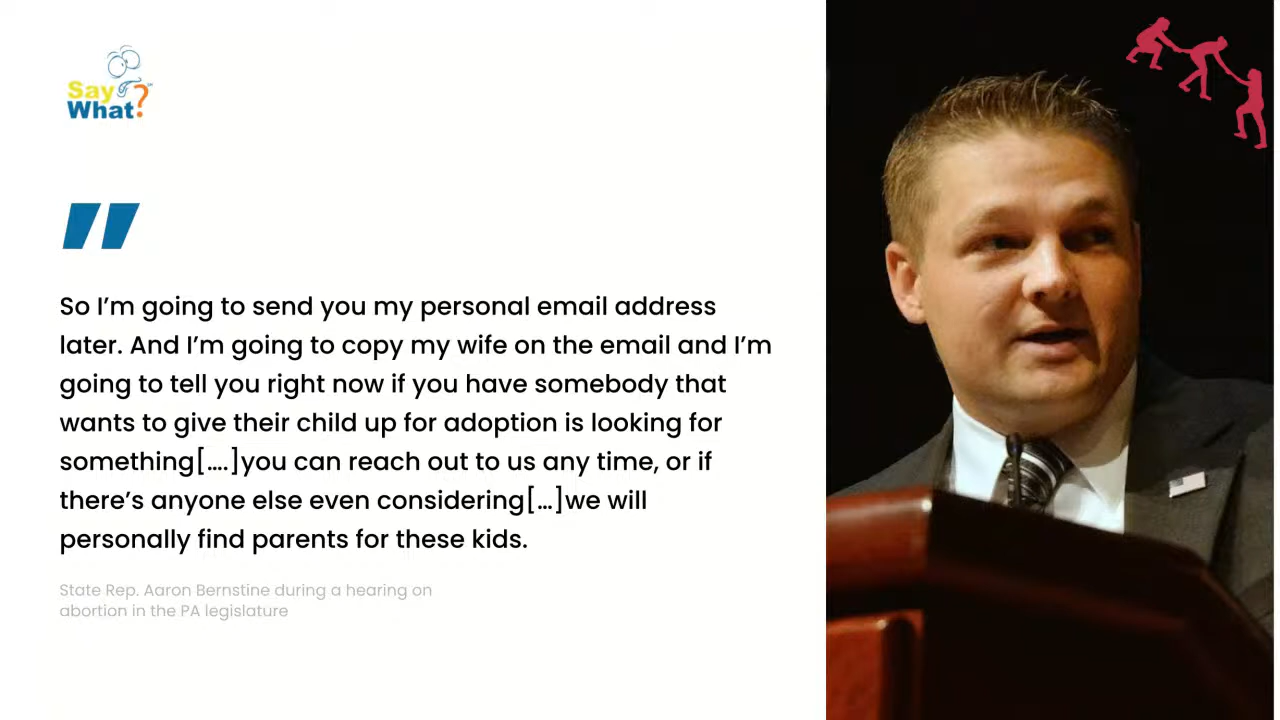 Say
What?
So I’m going to send you my personal email address
later. And I’m going to copy my wife on the email and I’m
going to tell you right now if you have somebody that
wants to give their child up for adoption is looking for
something[....]you can reach out to us any time, or if
there’s anyone else even considering[...]we will
personally find parents for these kids.
State Rep. Aaron Bernstine during a hearing on
abortion in the PA legislature